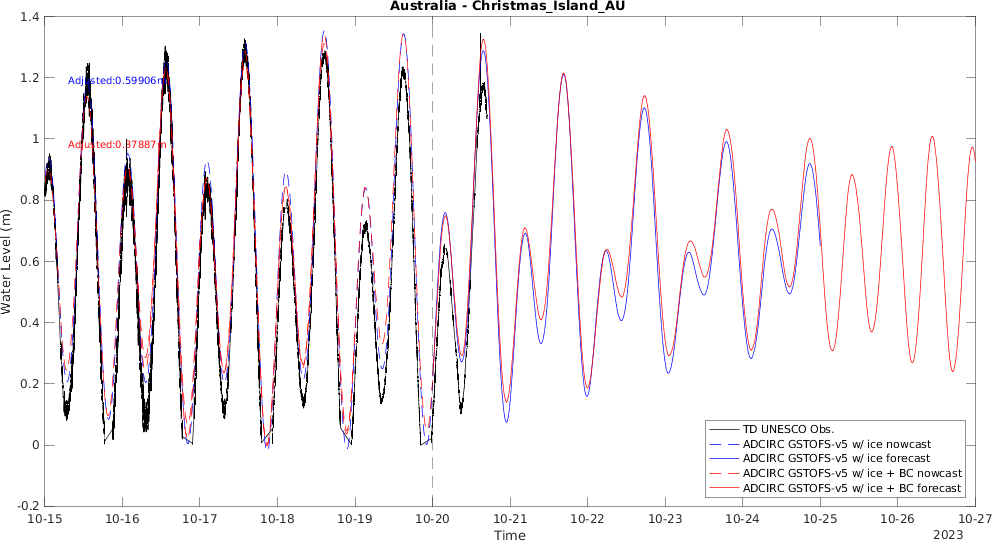 Australia - Christmas_Island_AU
1.4
1.2
1
0.8
0.6
0.4
0.2
0
-0.2
Water Level (m)
Adjusted:0.59906m
Adjusted:0.37887m
TD UNESCO Obs.
ADCIRC GSTOFS-v5 w/ ice nowcast
ADCIRC GSTOFS-v5 w/ ice forecast
ADCIRC GSTOFS-v5 w/ ice + BC nowcast
ADCIRC GSTOFS-v5 w/ ice + BC forecast
10-15 10-16 10-17 10-18 10-19 10-20 10-21 10-22 10-23 10-24 10-25 10-26 10-27
Time
2023